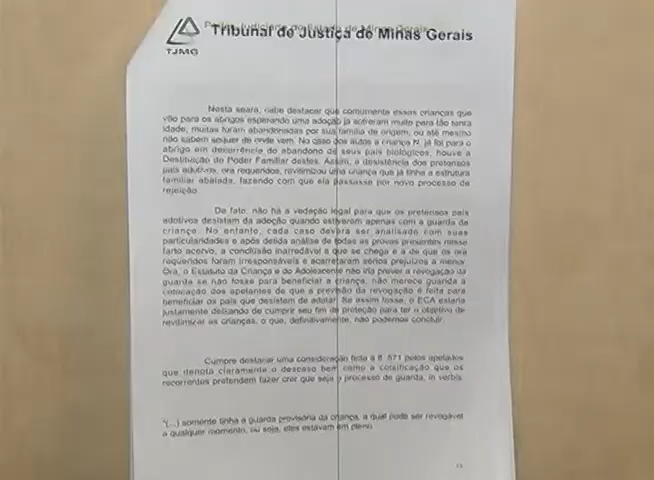 Poder Judiciário do Estado de Minas Gerais
Tribunal de Justiça de Minas Gerais
TJMG
Nesta seara, cabe destacar que comumente essas crianças que
vão para os abrigos esperando uma adoção já sofreram muito para tão tenra
idade, muitas foram abandonadas por sua família de origem, ou até mesmo
não sabem sequer de onde vem. No caso dos autos a criança N. já foi para o
abrigo em decorrência do abandono de seus pais biológicos, houve a
Destituição do Poder Familiar destes. Assim, a desistência dos pretensos
pais adotivos, ora requeridos, revitimizou uma criança que já tinha a estrutura
familiar abalada, fazendo com que ela passasse por novo processo de
rejeição.
De fato, não há a vedação legal para que os pretensos pais
adotivos desistam da adoção quando estiverem apenas com a guarda da
criança. No entanto, cada caso deverá ser analisado com suas
particularidades e após detida análise de todas as provas presentes nesse
farto acervo, a conclusão inarredável a que se chega é a de que os ora
requeridos foram irresponsáveis e acarretaram sérios prejuízos a menor.
Ora, o Estatuto da Criança e do Adolescente não iria prever a revogação da
guarda se não fosse para beneficiar a criança, não merece guarida a
colocação dos apelantes de que a previsão da revogação é feita para
beneficiar os pais que desistem de adotar. Se assim fosse, o ECA estaria
justamente deixando de cumprir seu fim de proteção para ter o objetivo de
revitimizar as crianças, o que, definitivamente, não podemos concluir.
Cumpre destacar uma consideração feita à fl. 571 pelos apelados
que denota claramente o descaso bem como a coisificação que os
recorrentes pretendem fazer crer que seja o processo de guarda, in verbis:
"(...) somente tinha a guarda provisória da criança, a qual pode ser revogável
a qualquer momento, ou seja, eles estavam em pleno